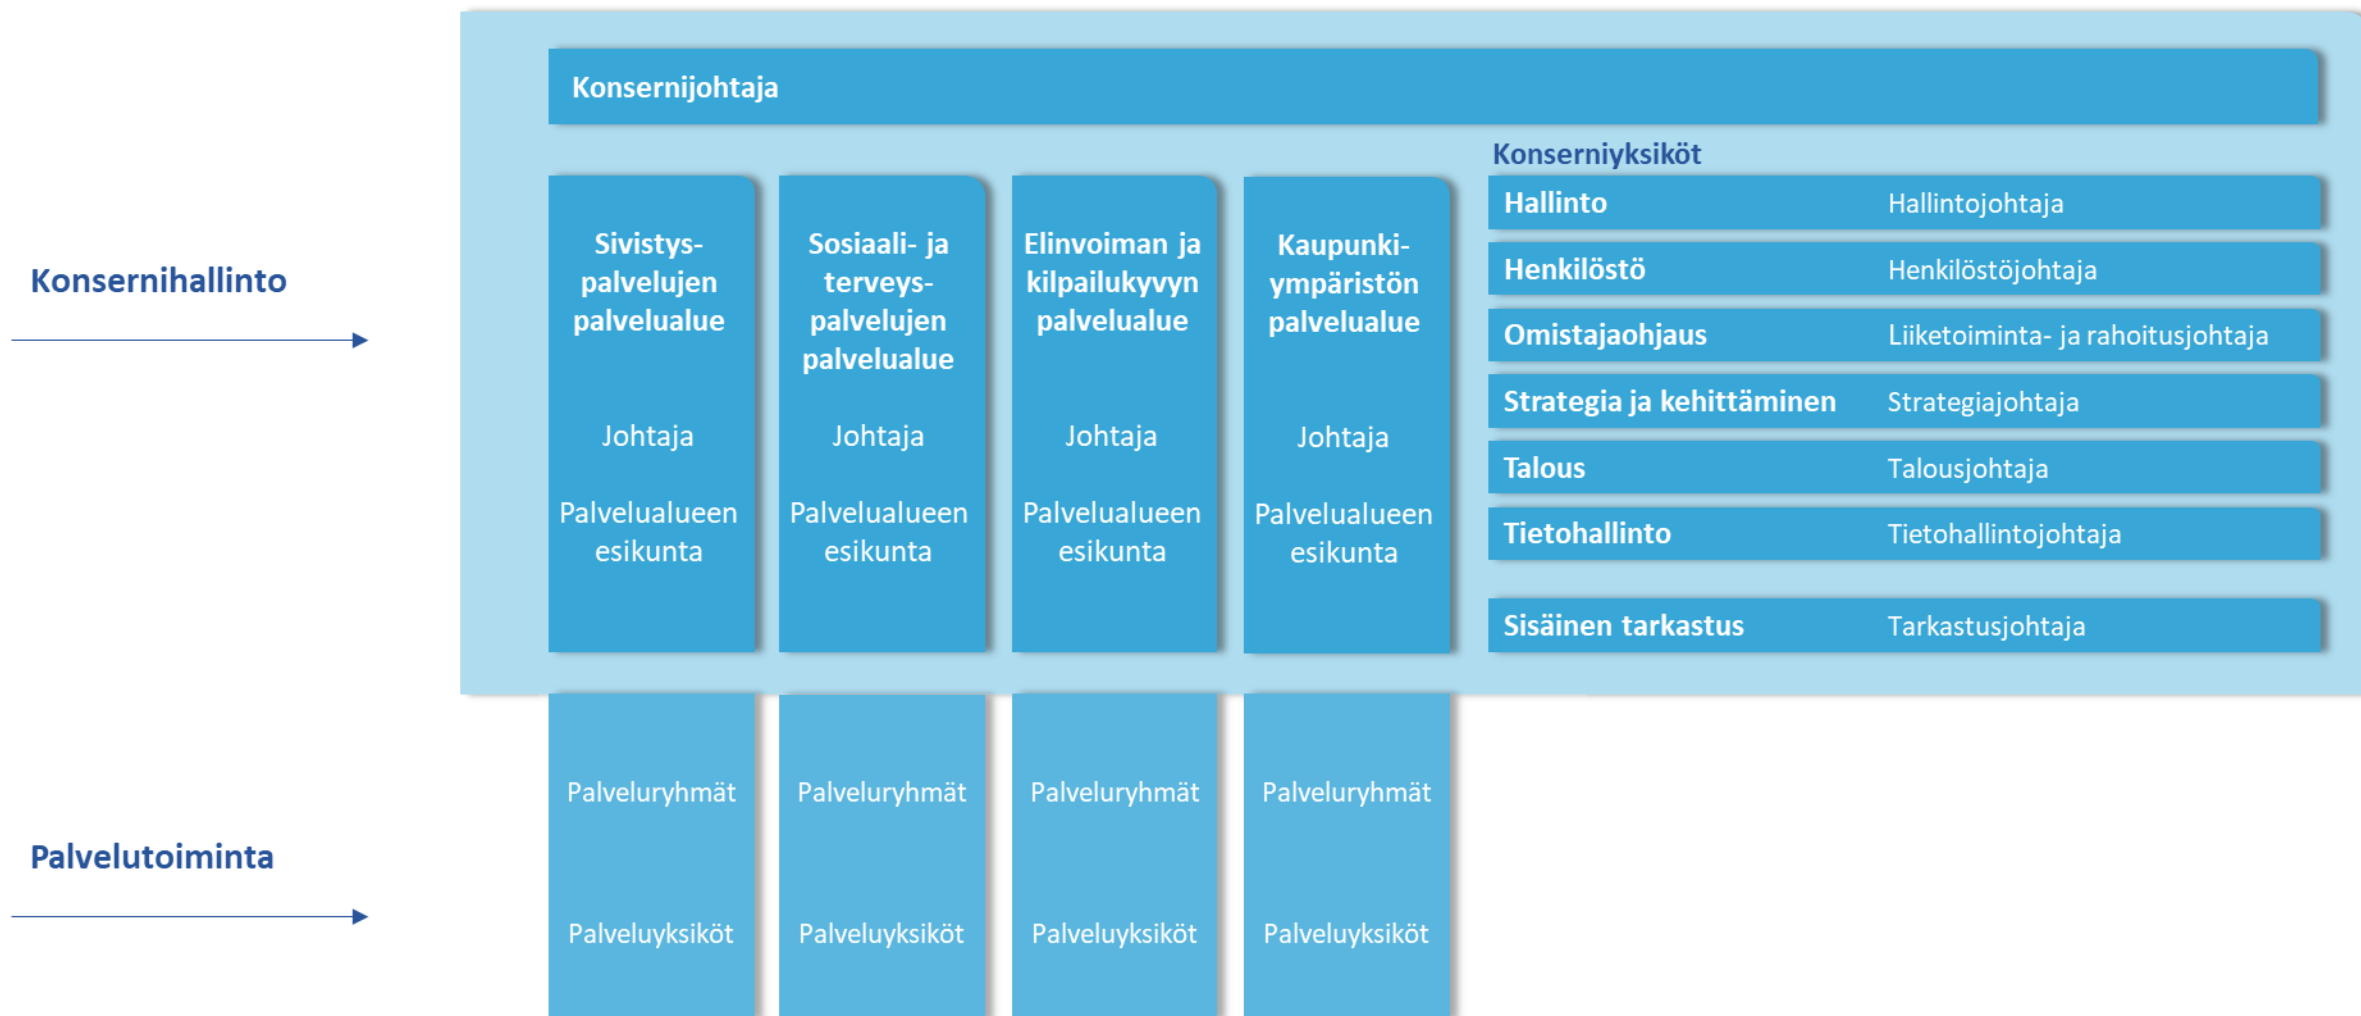 Konsernijohtaja
Konsernihallinto
Sivistys-
palvelujen
palvelualue
Johtaja
Palvelualueen
esikunta
Sosiaali- ja
terveys-
palvelujen
palvelualue
Johtaja
Palvelualueen
esikunta
Elinvoiman ja
kilpailukyvyn
palvelualue
Johtaja
Palvelualueen
esikunta
Kaupunki-
ympäristön
palvelualue
Johtaja
Palvelualueen
esikunta
Konserniyksiköt
Hallinto Hallintojohtaja
Henkilöstö Henkilöstöjohtaja
Omistajaohjaus Liiketoiminta- ja rahoitusjohtaja
Strategia ja kehittäminen Strategiajohtaja
Talous Talousjohtaja
Tietohallinto Tietohallintojohtaja
Sisäinen tarkastus Tarkastusjohtaja
Palvelutoiminta
Palveluryhmät Palveluryhmät Palveluryhmät Palveluryhmät
Palveluyksiköt Palveluyksiköt Palveluyksiköt Palveluyksiköt